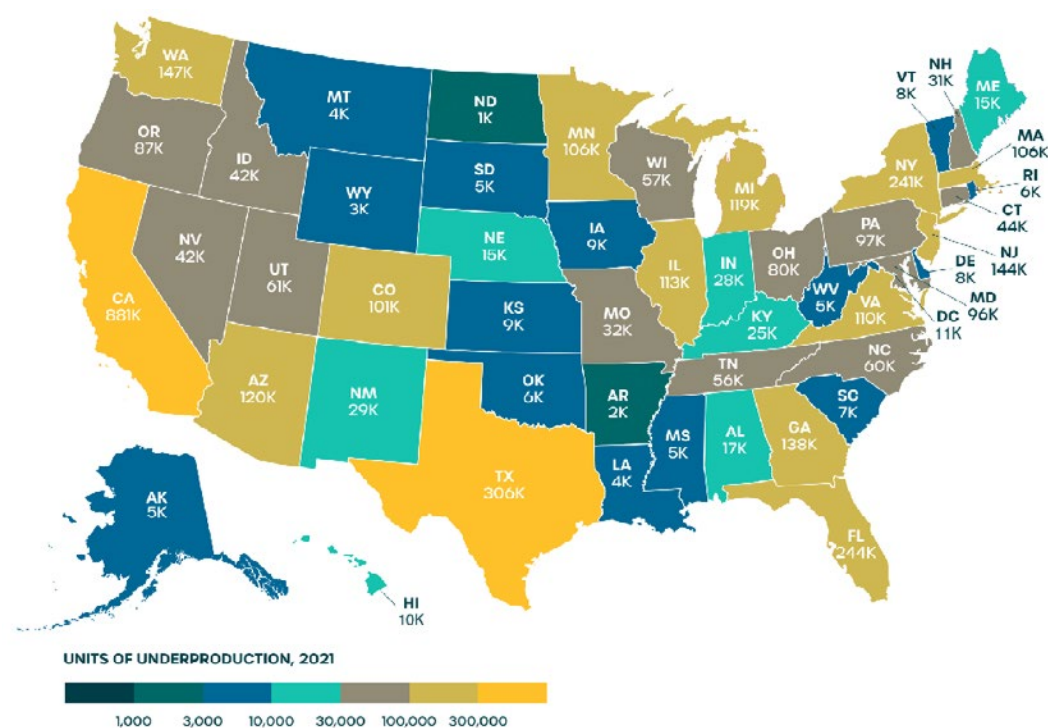 WA
147K
MT
4K
ND
1K
MN
106K
VT
8K
NH
31K
ME
15K
OR
87K
ID
42K
WI
57K
SD
5K
MI
119K
NY
241K
MA
106K
RI
6K
WY
3K
CT
44K
IA
9K
PA
97K
NE
15K
NV
42K
UT
61K
OH
80K
NJ
144K
IL
113K
IN
28K
DE
8K
CA
881K
CO
101K
WV
5K
VA
110K
MD
96K
KS
9K
MO
32K
KY
25K
DC
11K
NC
60K
TN
56K
AZ
120K
NM
29K
OK
6K
AR
2K
SC
7K
MS
5K
AL
17K
GA
138K
TX
306K
LA
4K
AK
5K
FL
244K
HI
10K
UNITS OF UNDERPRODUCTION, 2021
1,000 3,000 10,000 30,000 100,000 300,000